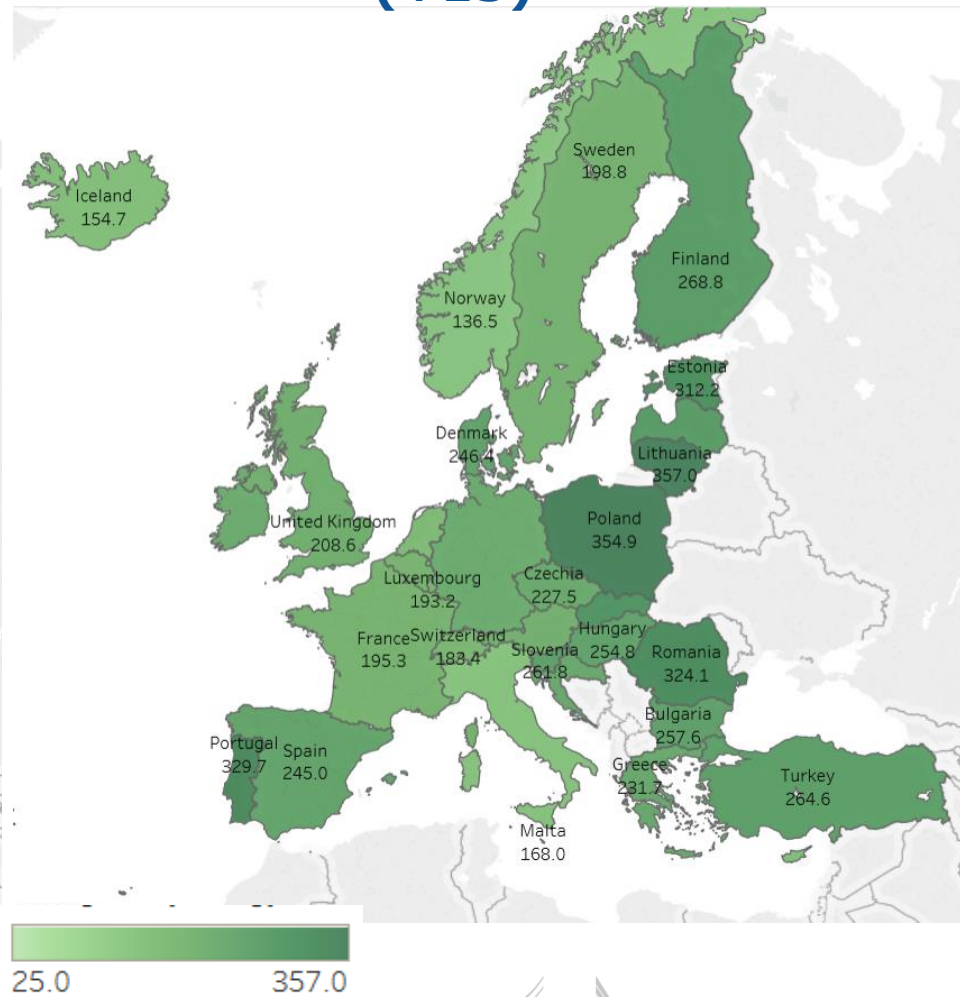 Sweden
198.8
Iceland
154.7
Finland
268.8
Norway
136.5
Estonia
312.2
Denmark
246.4
Lithuania
357.0
Poland
354.9
United Kingdom
208.6
Luxembourg
193.2
Czechia
227.5
France
195.3
Switzerland
183.4
Slovenia
261.8
Hungary
254.8
Romania
324.1
Bulgaria
257.6
Portugal
329.7
Spain
245.0
Greece
231.7
Turkey
264.6
Malta
168.0
25.0
357.0